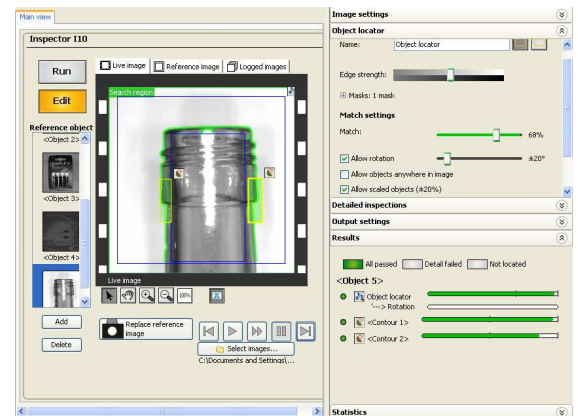 Main view
Inspector I10
Run
Edit
Reference object
<Object 2>
<Object 3>
<Object 4>
Add
Delete
Live image
Reference image
Logged images
Search region
Live image
100%
Replace reference
image
Select images...
C:\Documents and Settings\...
Image settings
Object locator
Name:
Object locator
Edge strength:
Masks: 1 mask
Match settings
Match:
68%
Allow rotation
±20°
Allow objects anywhere in image
Allow scaled objects (±20%)
Detailed inspections
Output settings
Results
All passed
Detail failed
Not located
<Object 5>
Object locator
'---> Rotation
<Contour 1>
<Contour 2>
Statistics